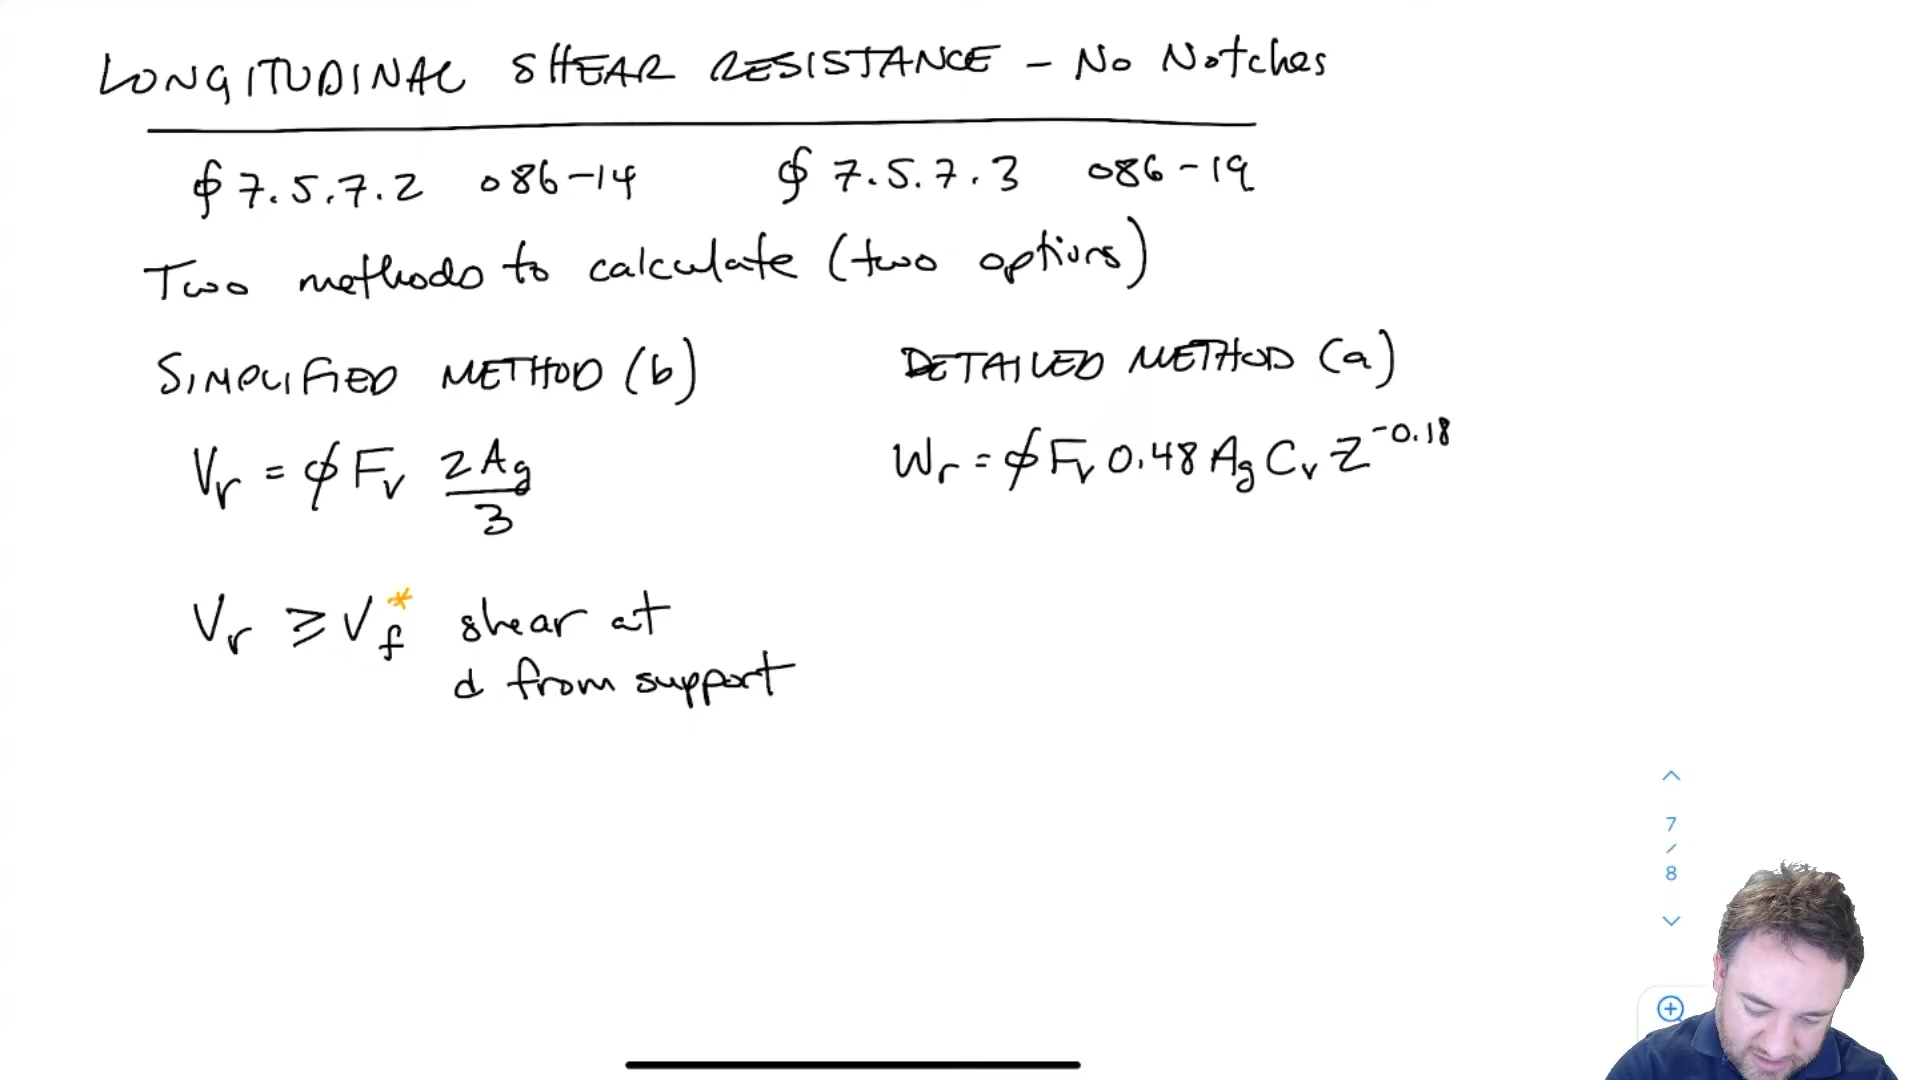 LONGITUDINAL SHEAR RESISTANCE - No Notches
∮ 7.5.7.2 086-14 ∮ 7.5.7.3 086-19
Two methods to calculate (two options)
SIMPLIFIED METHOD (b)
Vr = ϕ Fv 2Ag/3
Vr ≥ Vf* shear at
d from support
DETAILED METHOD (a)
Wr = ϕ Fv 0.48 Ag Cv Z^-0.18
7
/
8